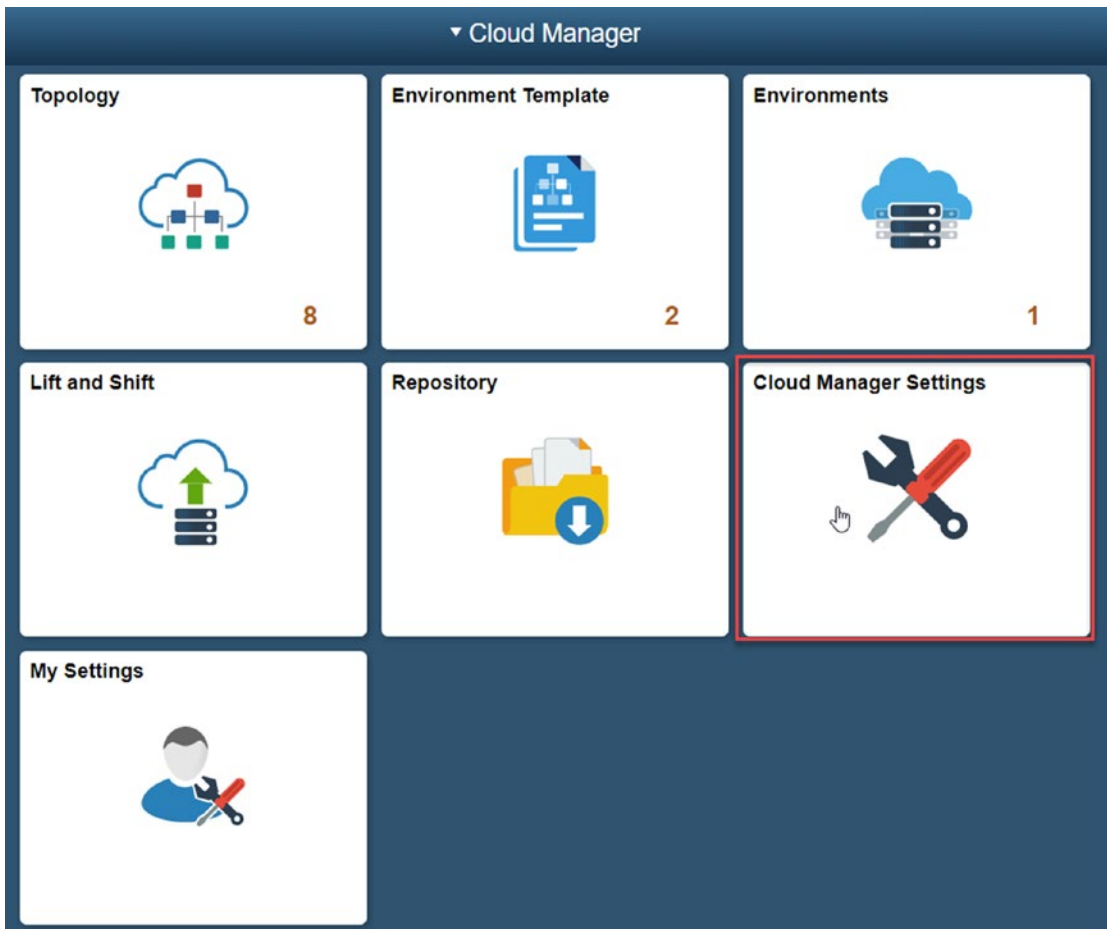 ▾ Cloud Manager
Topology
8
Environment Template
2
Environments
1
Lift and Shift
Repository
Cloud Manager Settings
My Settings